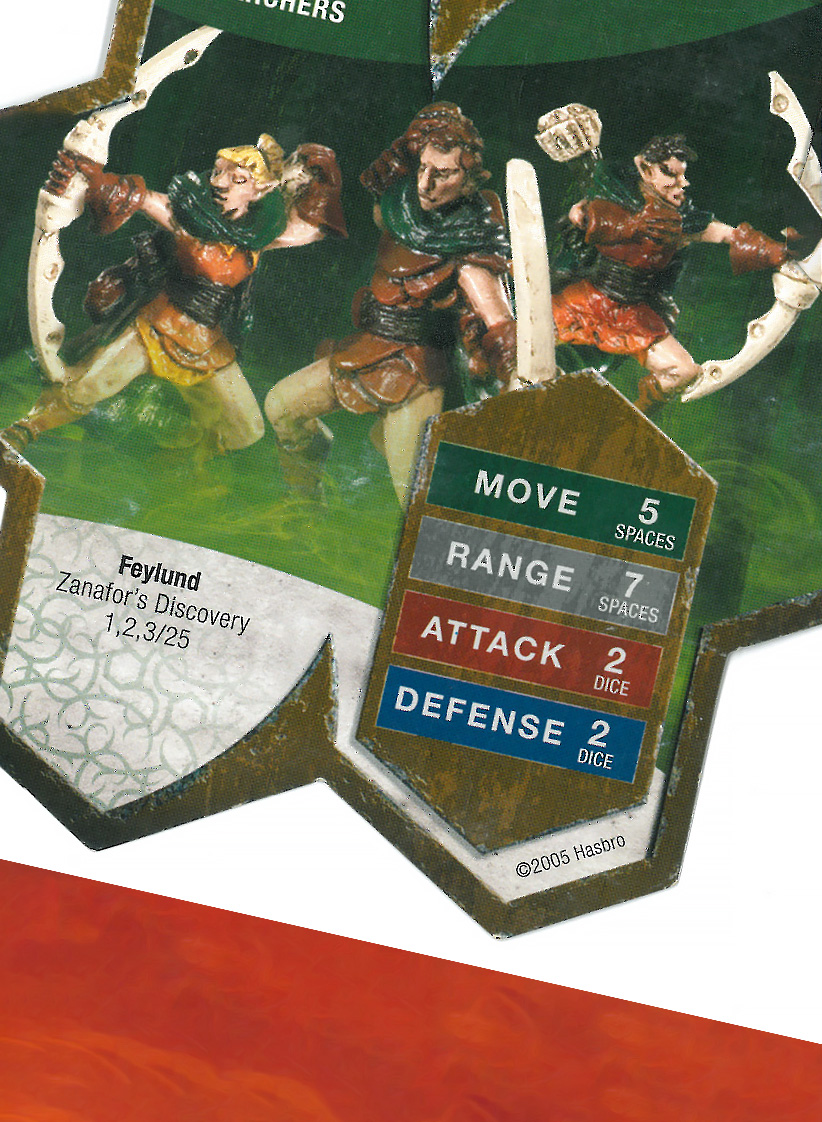 Feylund
Zanafor's Discovery
1,2,3/25
MOVE 5
SPACES
RANGE 7
SPACES
ATTACK 2
DICE
DEFENSE 2
DICE
©2005 Hasbro